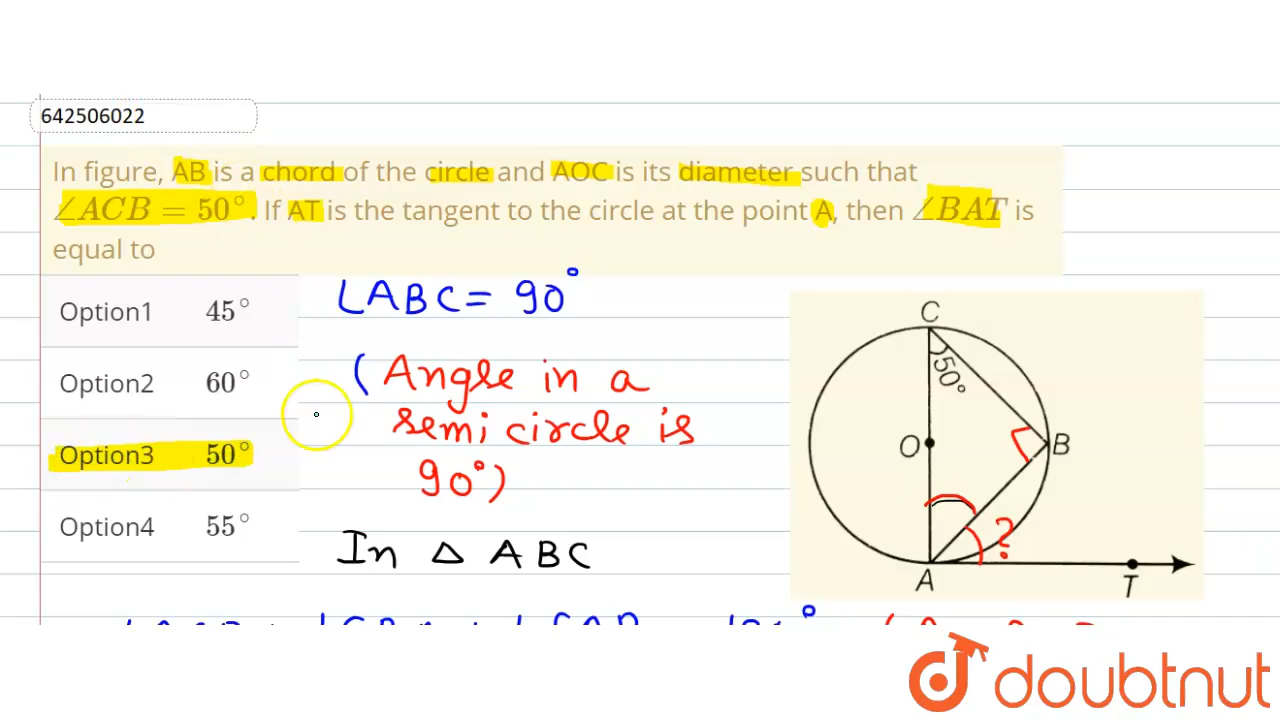 642506022
In figure, AB is a chord of the circle and AOC is its diameter such that
∠ACB = 50°. If AT is the tangent to the circle at the point A, then ∠BAT is
equal to
Option1 45°
Option2 60°
Option3 50°
Option4 55°
∠ABC = 90°
(Angle in a
semi circle is
90°)
In △ ABC
C
50°
O
B
?
A
T
doubtnut